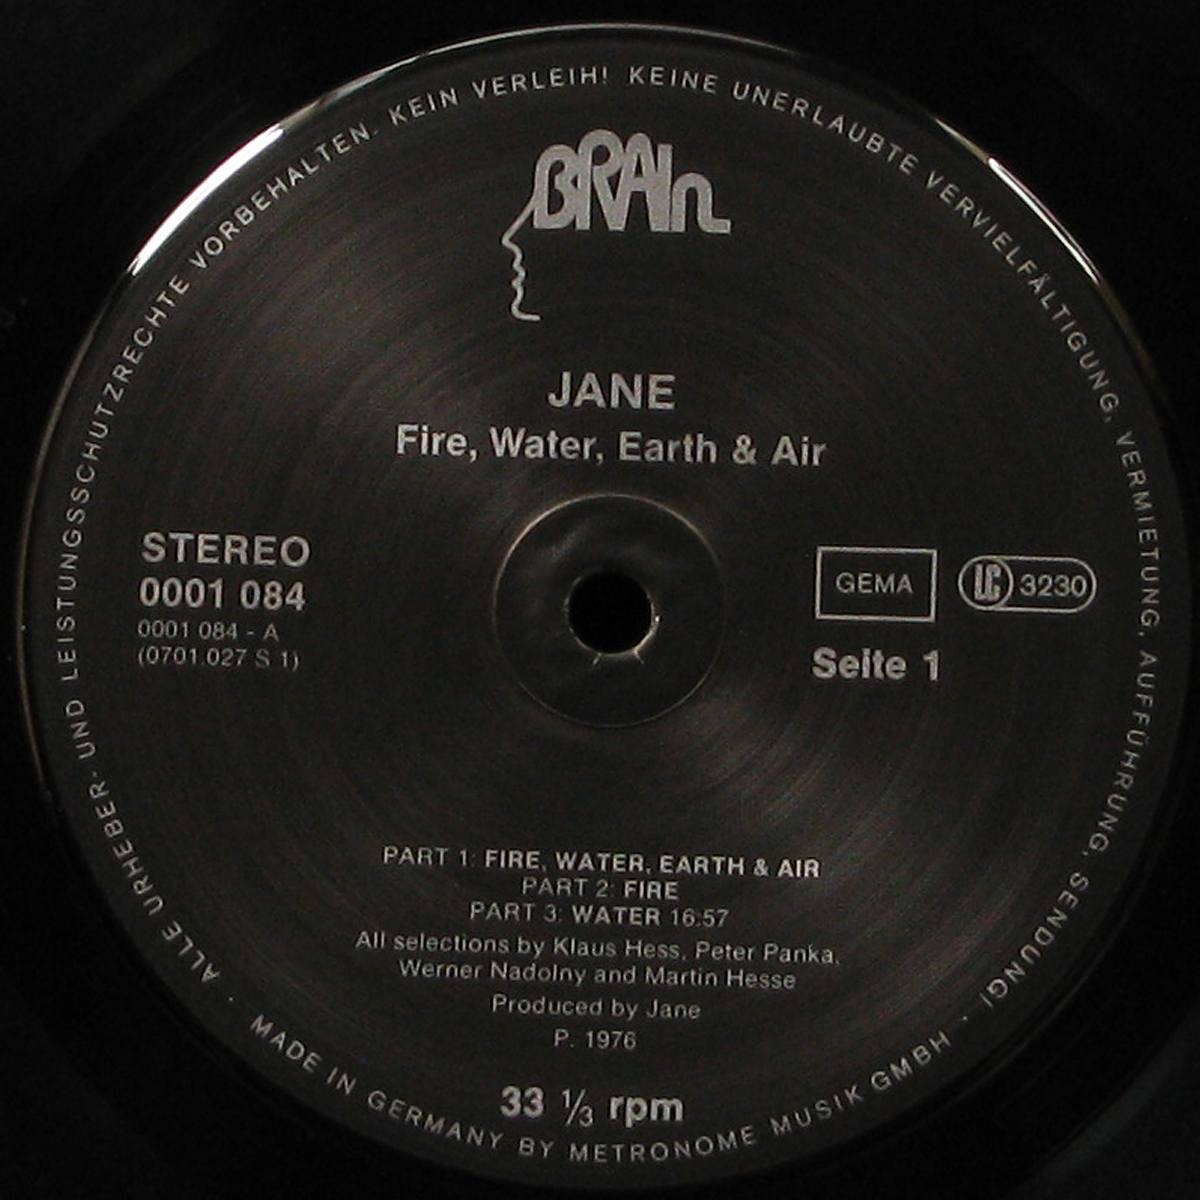 ALLE URHEBER- UND LEISTUNGSSCHUTZRECHTE VORBEHALTEN. KEIN VERLEIH! KEINE UNERLAUBTE VERVIELFÄLTIGUNG, VERMIETUNG, AUFFÜHRUNG, SENDUNG!
BRAIN
JANE
Fire, Water, Earth & Air
STEREO
0001 084
0001 084 - A
(0701.027 S 1)
GEMA
LC 3230
Seite 1
PART 1: FIRE, WATER, EARTH & AIR
PART 2: FIRE
PART 3: WATER 16:57
All selections by Klaus Hess, Peter Panka,
Werner Nadolny and Martin Hesse
Produced by Jane
P. 1976
33 ⅓ rpm
MADE IN GERMANY BY METRONOME MUSIK GMBH